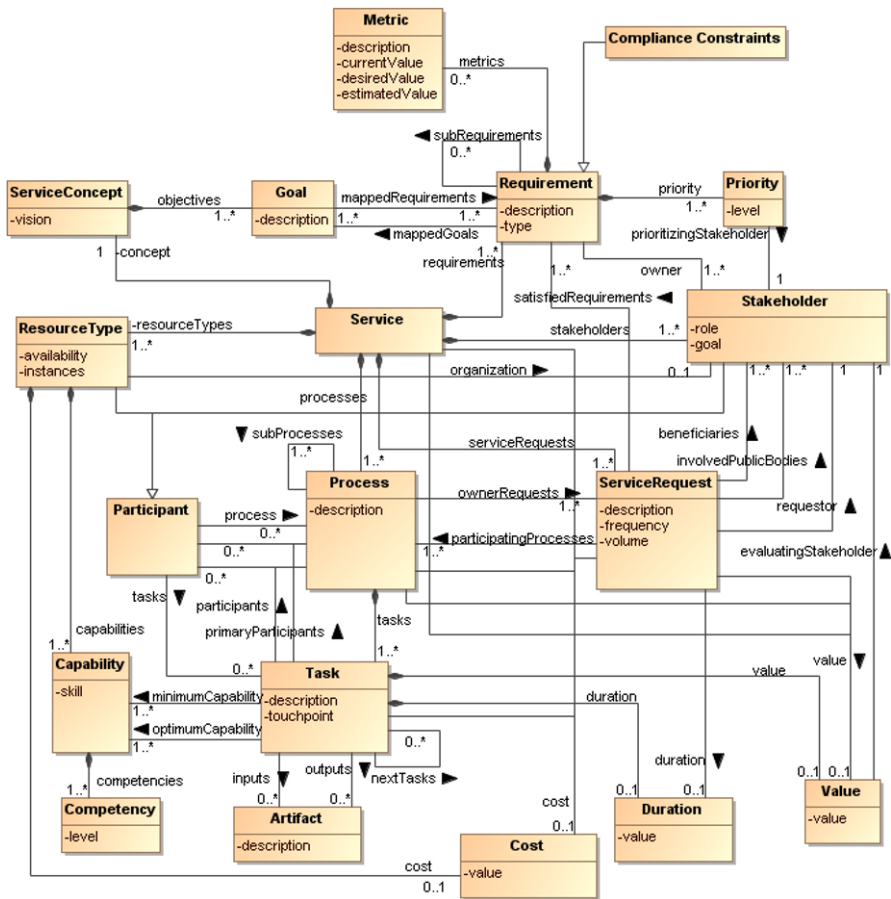 Metric
-description
-currentValue
-desiredValue
-estimatedValue
metrics
0..*
Compliance Constraints
subRequirements
0..*
ServiceConcept
-vision
objectives
1..*
Goal
-description
mappedRequirements
1..*
1..*
mappedGoals
Requirement
-description
-type
priority
1..*
Priority
-level
prioritizingStakeholder
1
1
-concept
1..*
requirements
1..*
owner
1..*
satisfiedRequirements
ResourceType
-availability
-instances
-resourceTypes
1..*
Service
stakeholders
1..*
Stakeholder
-role
-goal
organization
0..1
processes
1..*
1..*
1
1
subProcesses
1..*
1..*
serviceRequests
1..*
beneficiaries
involvedPublicBodies
Process
-description
ownerRequests
1..*
ServiceRequest
-description
-frequency
-volume
requestor
Participant
process
0..*
0..*
0..*
participatingProcesses
1..*
evaluatingStakeholder
tasks
participants
primaryParticipants
tasks
1..*
capabilities
1..*
0..*
Capability
-skill
minimumCapability
1..*
optimumCapability
1..*
Task
-description
-touchpoint
value
value
duration
0..*
nextTasks
competencies
1..*
inputs
0..*
outputs
0..*
duration
cost
0..1
0..1
0..1
0..1
0..1
Competency
-level
Artifact
-description
Cost
-value
Duration
-value
Value
-value
cost
0..1